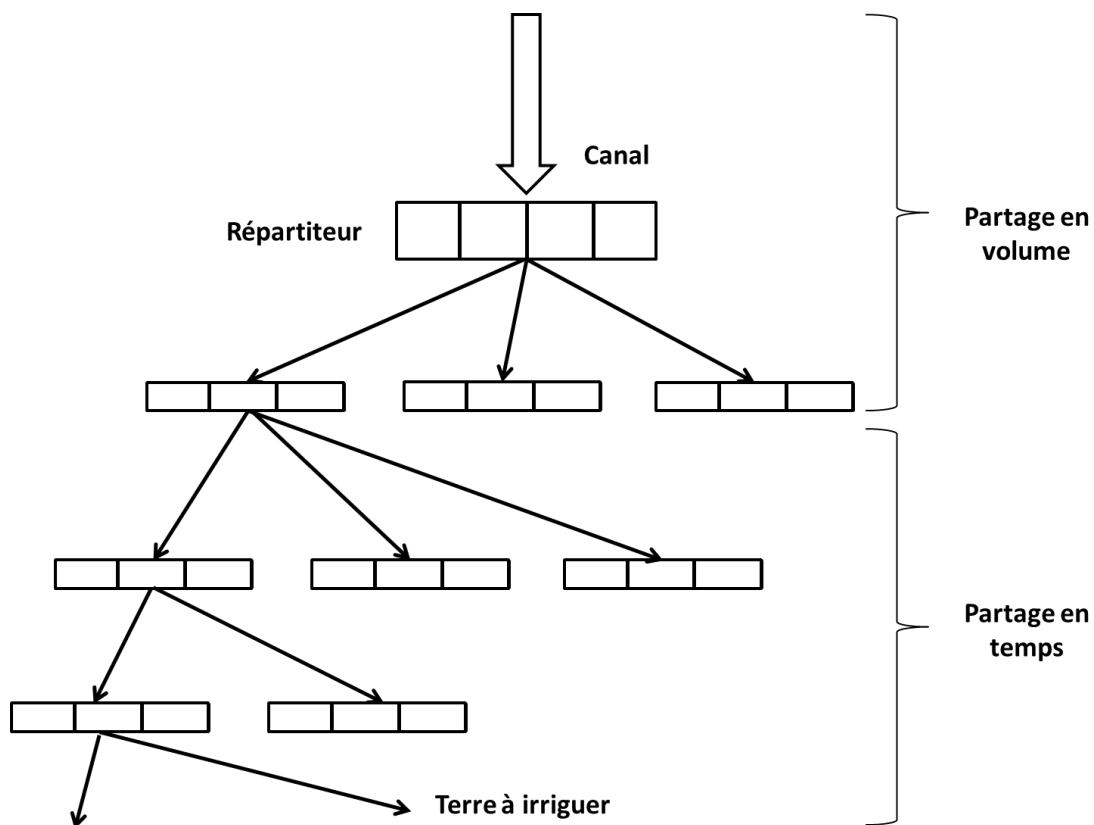 Canal
Répartiteur
Partage en
volume
Partage en
temps
Terre à irriguer